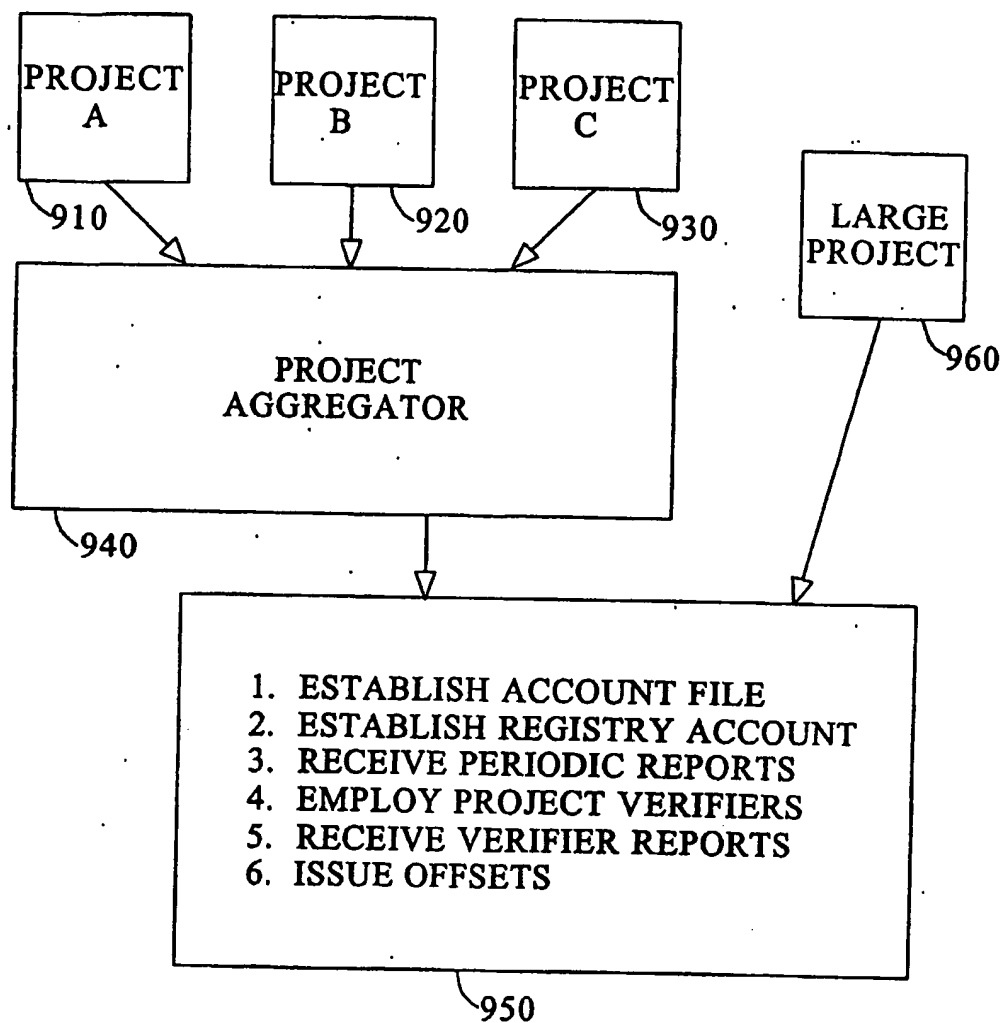 PROJECT
A
PROJECT
B
PROJECT
C
910
920
930
LARGE
PROJECT
960
PROJECT
AGGREGATOR
940
1. ESTABLISH ACCOUNT FILE
2. ESTABLISH REGISTRY ACCOUNT
3. RECEIVE PERIODIC REPORTS
4. EMPLOY PROJECT VERIFIERS
5. RECEIVE VERIFIER REPORTS
6. ISSUE OFFSETS
950